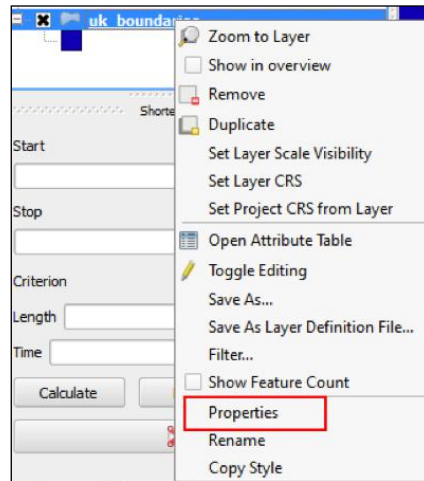 uk_boundaries
Zoom to Layer
Show in overview
Remove
Duplicate
Set Layer Scale Visibility
Set Layer CRS
Set Project CRS from Layer
Open Attribute Table
Toggle Editing
Save As...
Save As Layer Definition File...
Filter...
Show Feature Count
Properties
Rename
Copy Style
Start
Stop
Criterion
Length
Time
Calculate